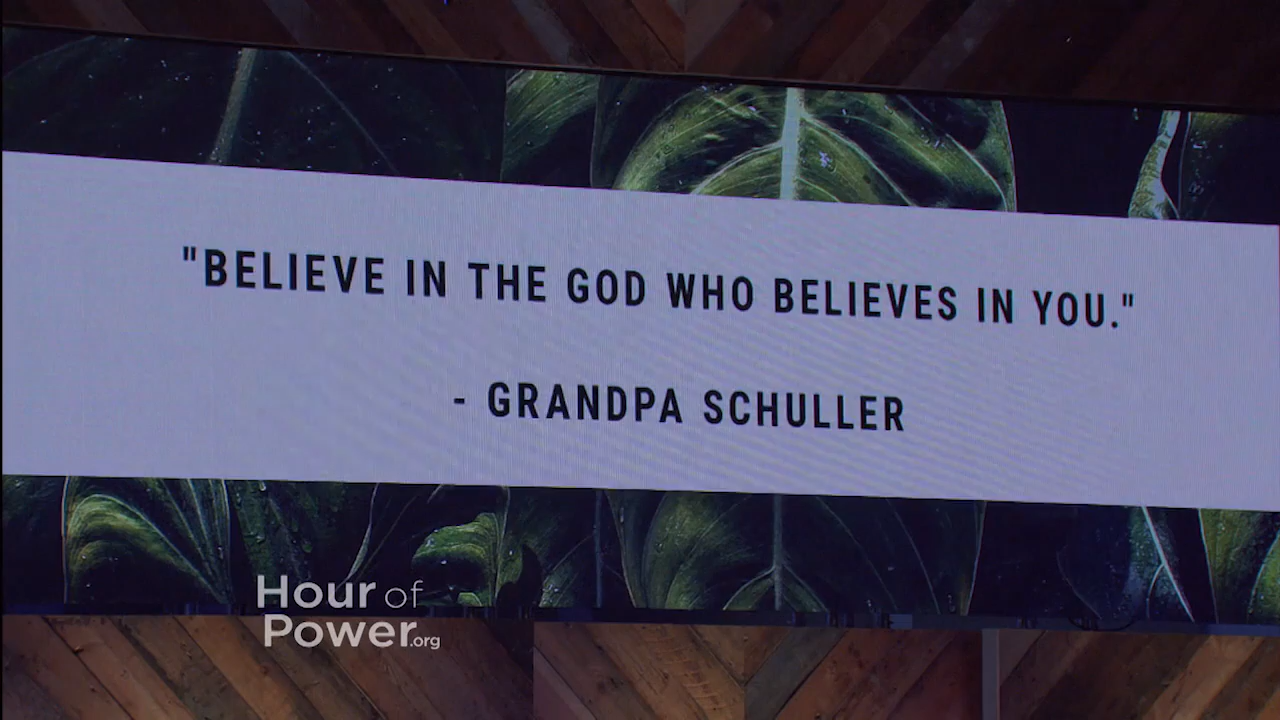 "BELIEVE IN THE GOD WHO BELIEVES IN YOU."
- GRANDPA SCHULLER
Hour of
Power.org